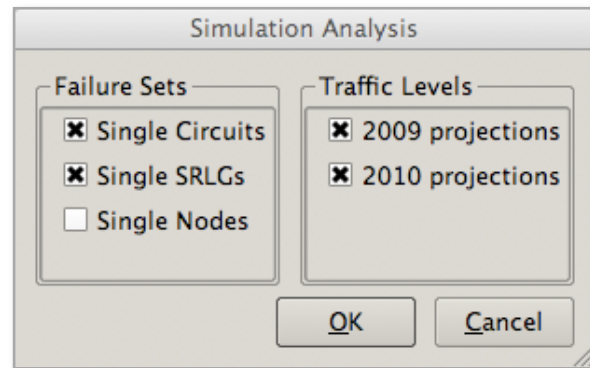 Simulation Analysis
Failure Sets
Single Circuits
Single SRLGs
Single Nodes
Traffic Levels
2009 projections
2010 projections
OK
Cancel